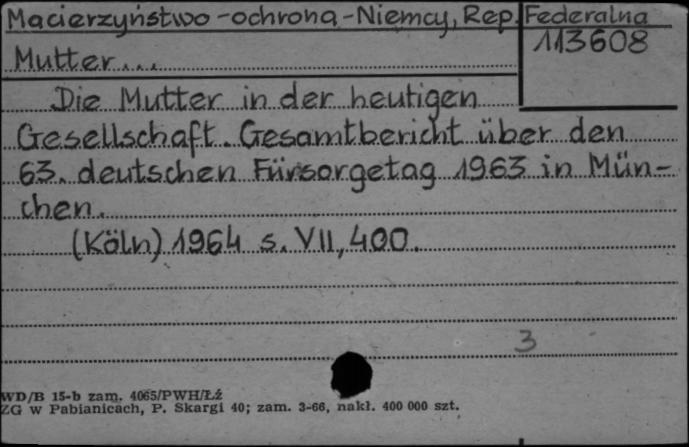 Macierzyństwo - ochrona - Niemcy, Rep. Federalna
113608
Mutter...
Die Mutter in der heutigen
Gesellschaft. Gesamtbericht über den
63. deutschen Fürsorgetag 1963 in Mün-
chen.
(Köln) 1964 s. VII, 400.
3
WD/B 15-b zam. 4065/PWH/Łź
ZG w Pabianicach, P. Skargi 40; zam. 3-66, nakł. 400 000 szt.